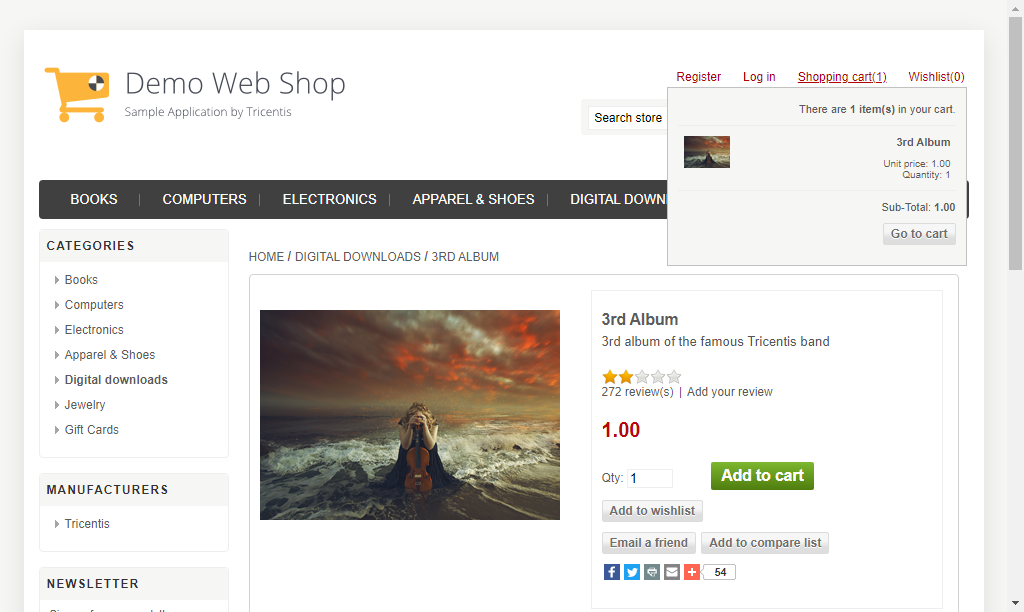 Demo Web Shop
Sample Application by Tricentis
Register Log in Shopping cart(1) Wishlist(0)
Search store
There are 1 item(s) in your cart.
3rd Album
Unit price: 1.00
Quantity: 1
Sub-Total: 1.00
Go to cart
BOOKS COMPUTERS ELECTRONICS APPAREL & SHOES DIGITAL DOWN
CATEGORIES
Books
Computers
Electronics
Apparel & Shoes
Digital downloads
Jewelry
Gift Cards
MANUFACTURERS
Tricentis
NEWSLETTER
HOME / DIGITAL DOWNLOADS / 3RD ALBUM
3rd Album
3rd album of the famous Tricentis band
272 review(s) | Add your review
1.00
Qty: 1 Add to cart
Add to wishlist
Email a friend Add to compare list
54